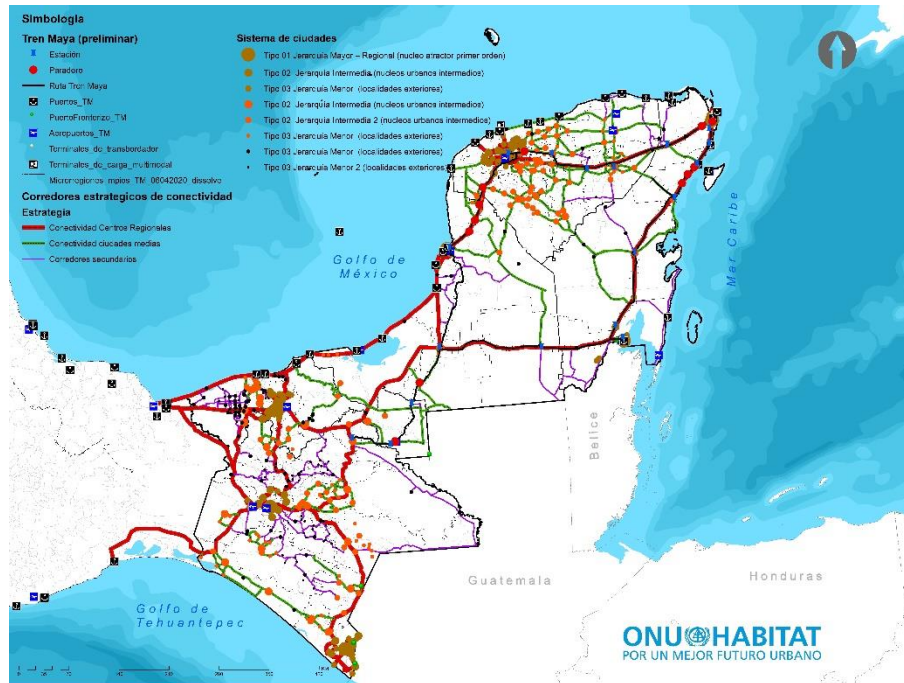 Simbología
Tren Maya (preliminar)
Estación
Paradero
Ruta Tren Maya
Puertos_TM
PuertoFronterizo_TM
Aeropuertos_TM
Terminales_de_transbordador
Terminales_de_carga_multimodal
Microrregiones_mpios_TM_06042020_dissolve
Corredores estrategicos de conectividad
Estrategia
Conectividad Centros Regionales
Conectividad ciudades medias
Corredores secundarios
Sistema de ciudades
Tipo 01 Jerarquía Mayor – Regional (nucleo atractor primer orden)
Tipo 02 Jerarquía Intermedia (nucleos urbanos intermedios)
Tipo 03 Jerarquía Menor (localidades exteriores)
Tipo 02 Jerarquía Intermedia (nucleos urbanos intermedios)
Tipo 02 Jerarquía Intermedia 2 (nucleos urbanos intermedios)
Tipo 03 Jerarquía Menor (localidades exteriores)
Tipo 03 Jerarquía Menor (localidades exteriores)
Tipo 03 Jerarquía Menor 2 (localidades exteriores)
Golfo de
México
Mar Caribe
Belice
Guatemala
Honduras
Golfo de
Tehuantepec
ONU HABITAT
POR UN MEJOR FUTURO URBANO